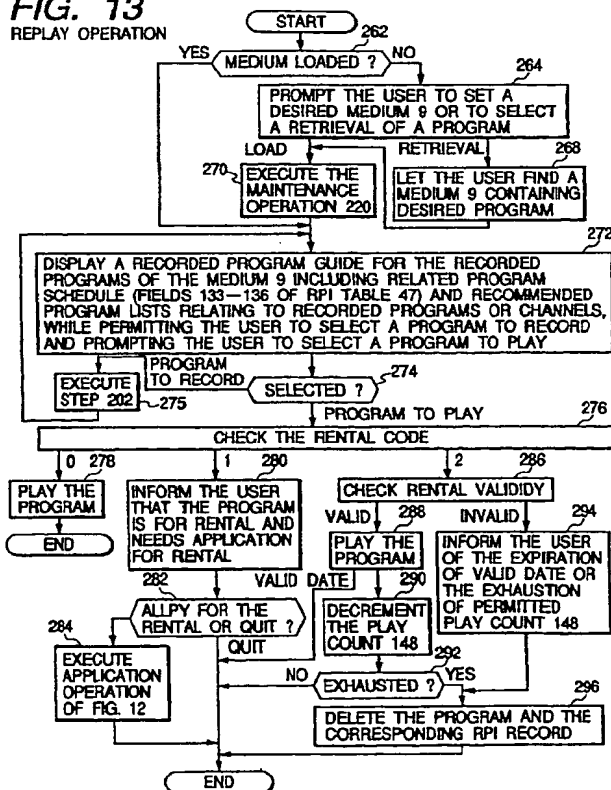 FIG. 13
REPLAY OPERATION
START
262
YES
MEDIUM LOADED ?
NO
264
PROMPT THE USER TO SET A
DESIRED MEDIUM 9 OR TO SELECT
A RETRIEVAL OF A PROGRAM
LOAD
RETRIEVAL
268
270
EXECUTE THE
MAINTENANCE
OPERATION 220
LET THE USER FIND A
MEDIUM 9 CONTAINING
DESIRED PROGRAM
272
DISPLAY A RECORDED PROGRAM GUIDE FOR THE RECORDED
PROGRAMS OF THE MEDIUM 9 INCLUDING RELATED PROGRAM
SCHEDULE (FIELDS 133—136 OF RPI TABLE 47) AND RECOMMENDED
PROGRAM LISTS RELATING TO RECORDED PROGRAMS OR CHANNELS,
WHILE PERMITTING THE USER TO SELECT A PROGRAM TO RECORD
AND PROMPTING THE USER TO SELECT A PROGRAM TO PLAY
PROGRAM
TO RECORD
274
EXECUTE
STEP 202
275
SELECTED ?
PROGRAM TO PLAY
276
CHECK THE RENTAL CODE
0
278
1
280
2
286
PLAY THE
PROGRAM
END
INFORM THE USER
THAT THE PROGRAM
IS FOR RENTAL AND
NEEDS APPLICATION
FOR RENTAL
CHECK RENTAL VALIDIDY
VALID
288
INVALID
294
PLAY THE
PROGRAM
INFORM THE USER
OF THE EXPIRATION
OF VALID DATE OR
THE EXHAUSTION
OF PERMITTED
PLAY COUNT 148
282
VALID DATE
290
ALLPY FOR THE
RENTAL OR QUIT ?
DECREMENT
THE PLAY
COUNT 148
284
QUIT
292
EXECUTE
APPLICATION
OPERATION
OF FIG. 12
NO
EXHAUSTED ?
YES
296
DELETE THE PROGRAM AND THE
CORRESPONDING RPI RECORD
END